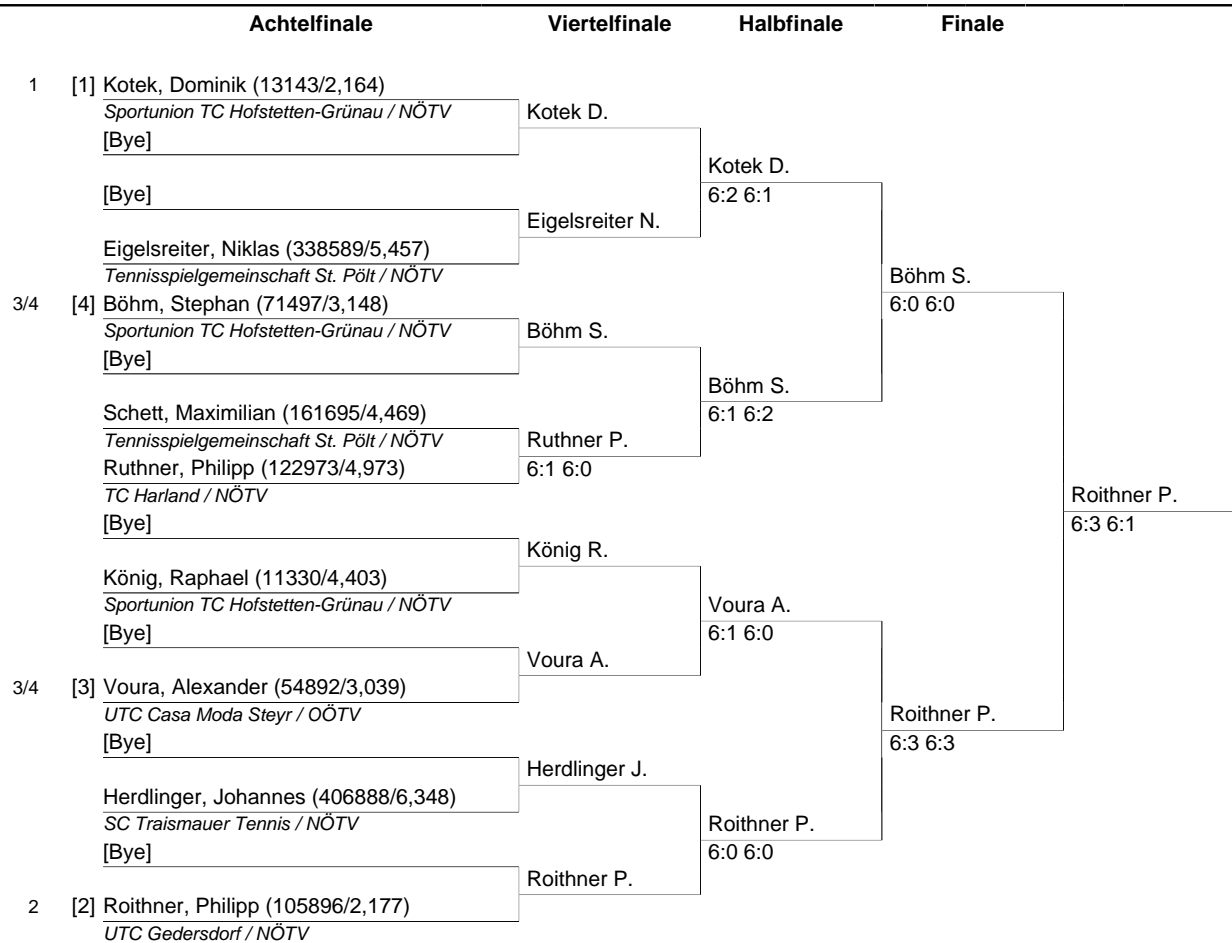 Achtelfinale Viertelfinale Halbfinale Finale
1 [1] Kotek, Dominik (13143/2,164)
Sportunion TC Hofstetten-Grünau / NÖTV Kotek D.
[Bye]
Kotek D.
[Bye] 6:2 6:1
Eigelsreiter N.
Eigelsreiter, Niklas (338589/5,457)
Tennisspielgemeinschaft St. Pölt / NÖTV Böhm S.
3/4 [4] Böhm, Stephan (71497/3,148) 6:0 6:0
Sportunion TC Hofstetten-Grünau / NÖTV Böhm S.
[Bye]
Böhm S.
Schett, Maximilian (161695/4,469) 6:1 6:2
Tennisspielgemeinschaft St. Pölt / NÖTV Ruthner P.
Ruthner, Philipp (122973/4,973) 6:1 6:0
TC Harland / NÖTV Roithner P.
[Bye] 6:3 6:1
König R.
König, Raphael (11330/4,403)
Sportunion TC Hofstetten-Grünau / NÖTV Voura A.
[Bye] 6:1 6:0
Voura A.
3/4 [3] Voura, Alexander (54892/3,039)
UTC Casa Moda Steyr / OÖTV Roithner P.
[Bye] 6:3 6:3
Herdlinger J.
Herdlinger, Johannes (406888/6,348)
SC Traismauer Tennis / NÖTV Roithner P.
[Bye] 6:0 6:0
Roithner P.
2 [2] Roithner, Philipp (105896/2,177)
UTC Gedersdorf / NÖTV